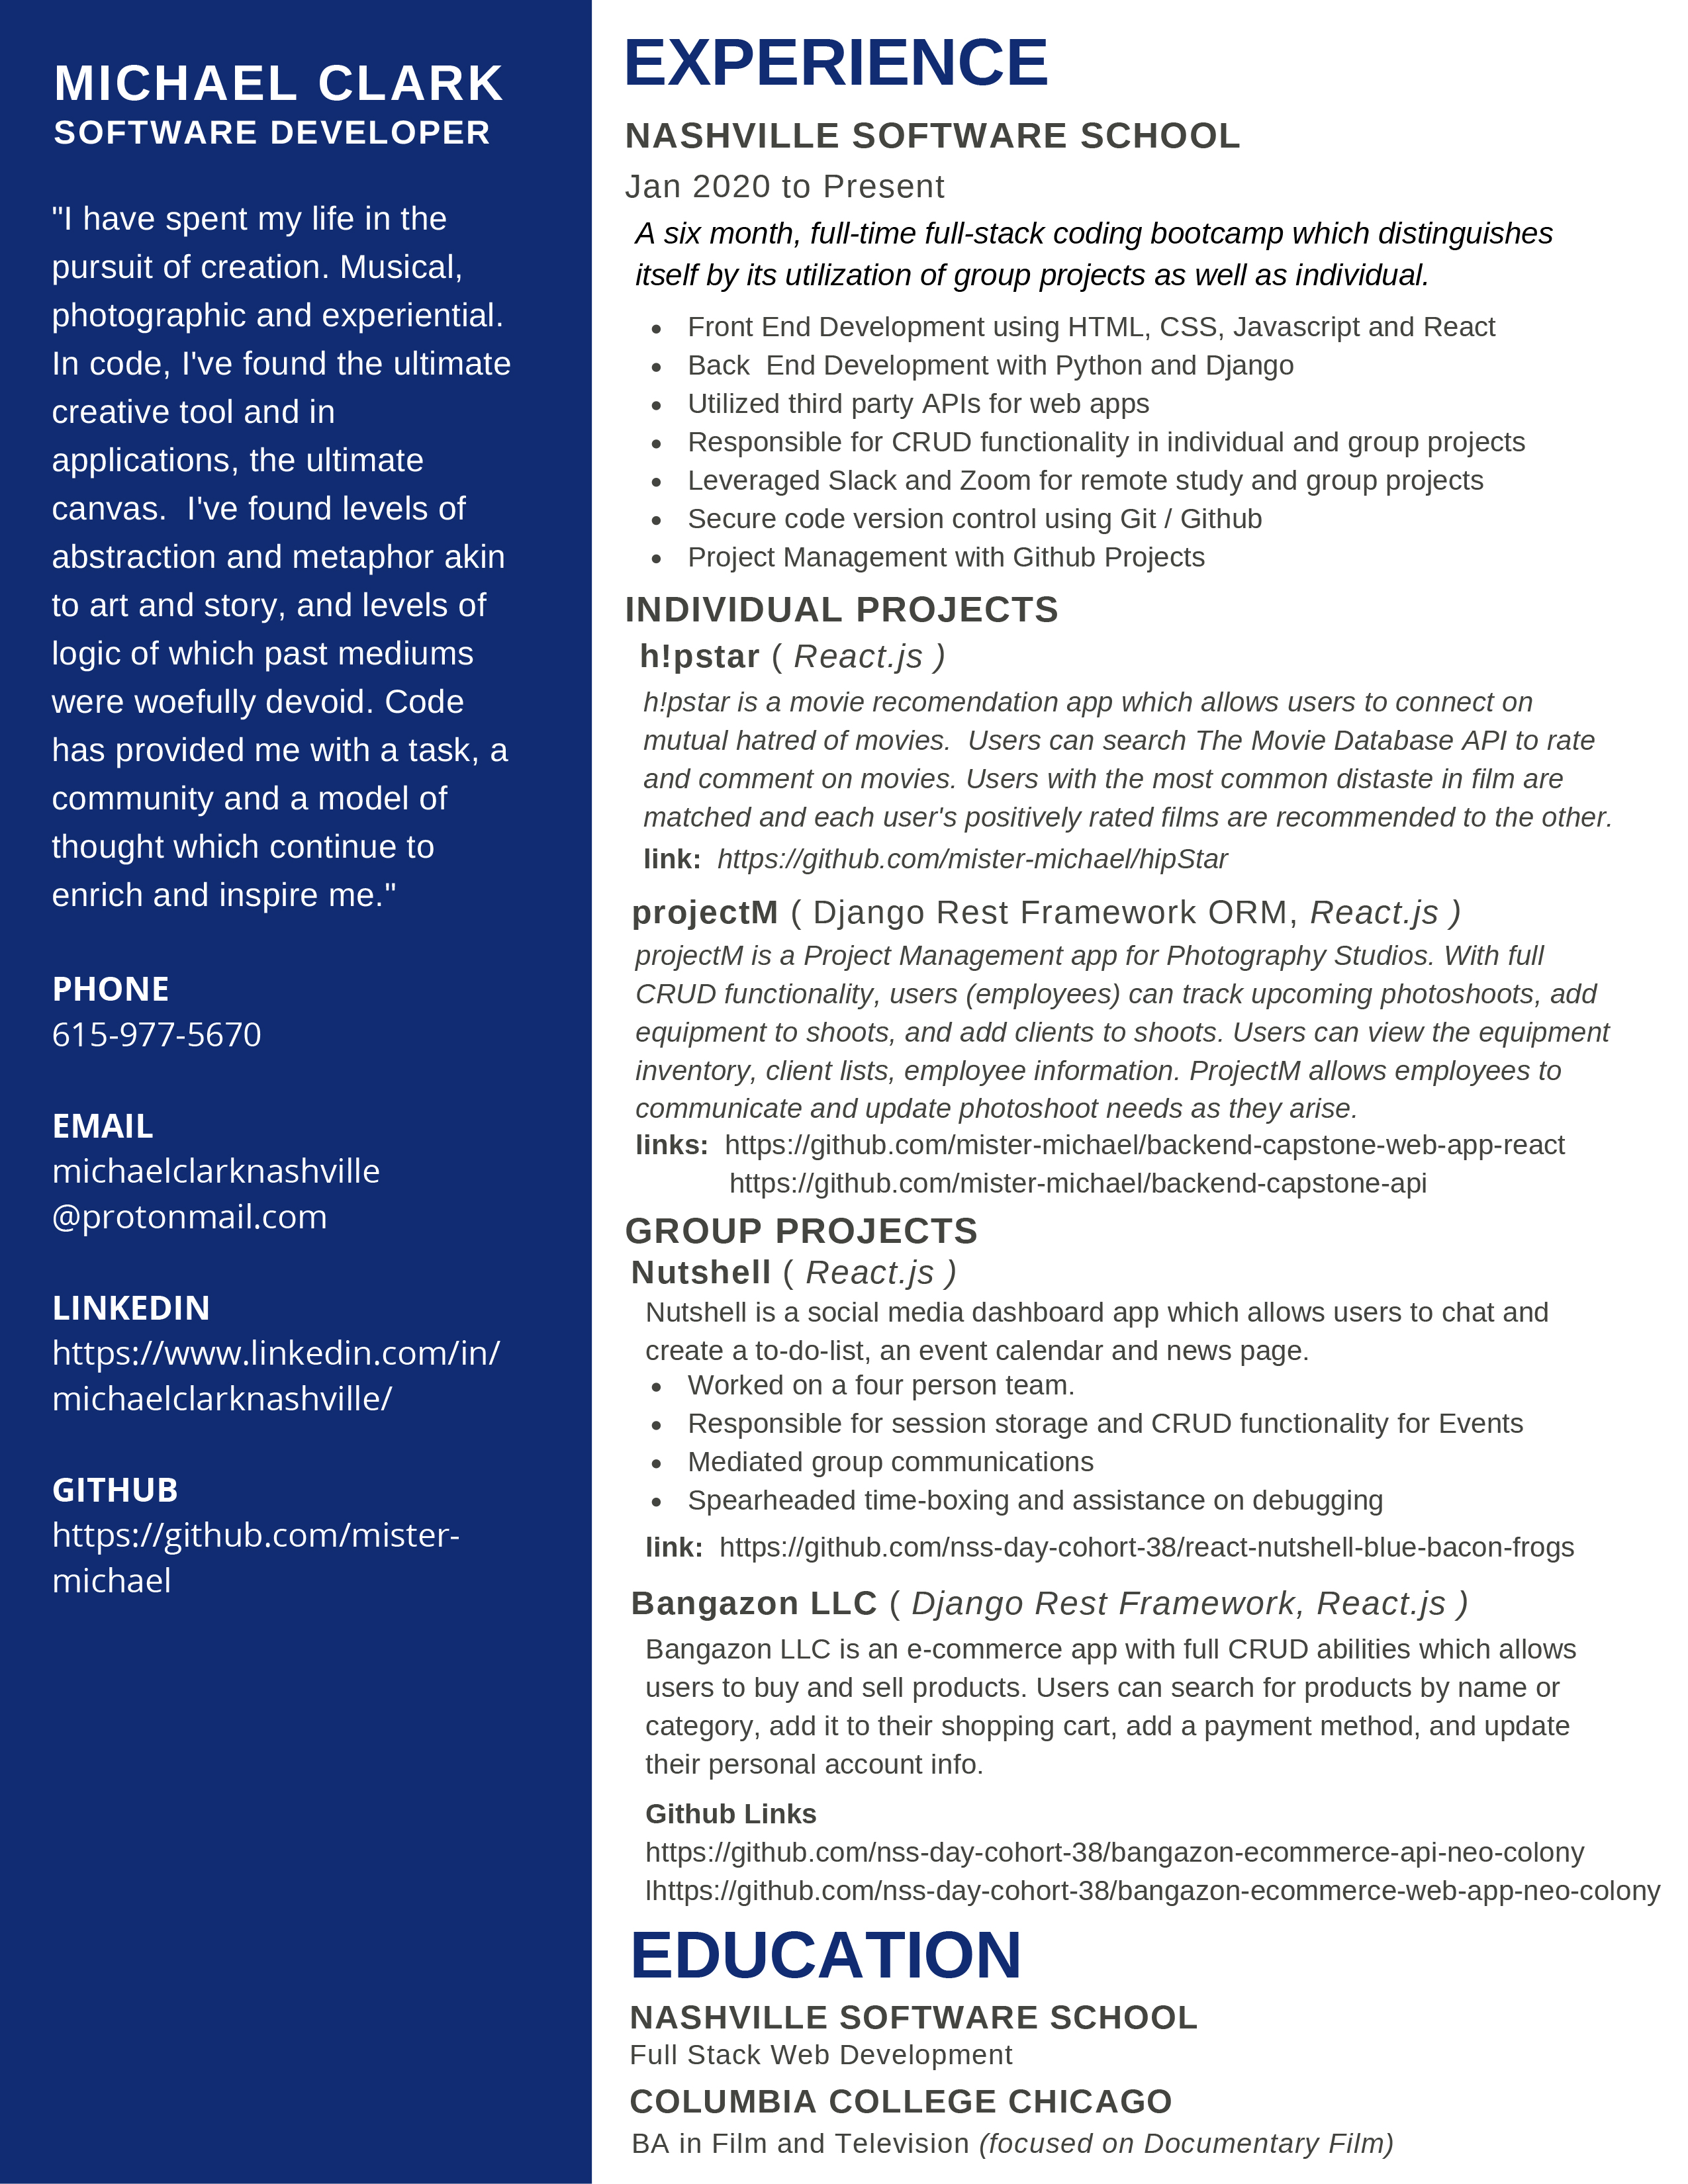 MICHAEL CLARK
SOFTWARE DEVELOPER
"I have spent my life in the
pursuit of creation. Musical,
photographic and experiential.
In code, I've found the ultimate
creative tool and in
applications, the ultimate
canvas.  I've found levels of
abstraction and metaphor akin
to art and story, and levels of
logic of which past mediums
were woefully devoid. Code
has provided me with a task, a
community and a model of
thought which continue to
enrich and inspire me."
PHONE
615-977-5670
EMAIL
michaelclarknashville
@protonmail.com
LINKEDIN
https://www.linkedin.com/in/
michaelclarknashville/
GITHUB
https://github.com/mister-
michael
EXPERIENCE
NASHVILLE SOFTWARE SCHOOL
Jan 2020 to Present
A six month, full-time full-stack coding bootcamp which distinguishes
itself by its utilization of group projects as well as individual.
• Front End Development using HTML, CSS, Javascript and React
• Back  End Development with Python and Django
• Utilized third party APIs for web apps
• Responsible for CRUD functionality in individual and group projects
• Leveraged Slack and Zoom for remote study and group projects
• Secure code version control using Git / Github
• Project Management with Github Projects
INDIVIDUAL PROJECTS
h!pstar ( React.js )
h!pstar is a movie recomendation app which allows users to connect on
mutual hatred of movies.  Users can search The Movie Database API to rate
and comment on movies. Users with the most common distaste in film are
matched and each user's positively rated films are recommended to the other.
link:  https://github.com/mister-michael/hipStar
projectM ( Django Rest Framework ORM, React.js )
projectM is a Project Management app for Photography Studios. With full
CRUD functionality, users (employees) can track upcoming photoshoots, add
equipment to shoots, and add clients to shoots. Users can view the equipment
inventory, client lists, employee information. ProjectM allows employees to
communicate and update photoshoot needs as they arise.
links:  https://github.com/mister-michael/backend-capstone-web-app-react
https://github.com/mister-michael/backend-capstone-api
GROUP PROJECTS
Nutshell ( React.js )
Nutshell is a social media dashboard app which allows users to chat and
create a to-do-list, an event calendar and news page.
• Worked on a four person team.
• Responsible for session storage and CRUD functionality for Events
• Mediated group communications
• Spearheaded time-boxing and assistance on debugging
link:  https://github.com/nss-day-cohort-38/react-nutshell-blue-bacon-frogs
Bangazon LLC ( Django Rest Framework, React.js )
Bangazon LLC is an e-commerce app with full CRUD abilities which allows
users to buy and sell products. Users can search for products by name or
category, add it to their shopping cart, add a payment method, and update
their personal account info.
Github Links
https://github.com/nss-day-cohort-38/bangazon-ecommerce-api-neo-colony
lhttps://github.com/nss-day-cohort-38/bangazon-ecommerce-web-app-neo-colony
EDUCATION
NASHVILLE SOFTWARE SCHOOL
Full Stack Web Development
COLUMBIA COLLEGE CHICAGO
BA in Film and Television (focused on Documentary Film)